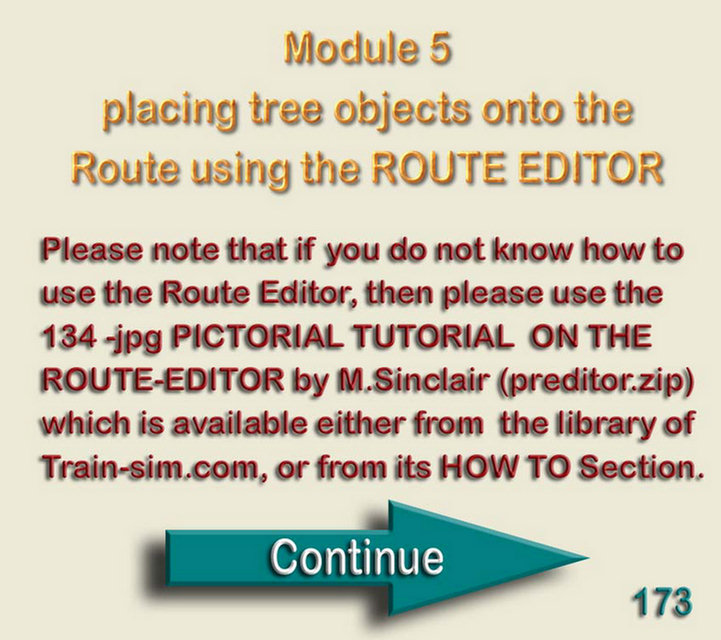 Module 5
placing tree objects onto the
Route using the ROUTE EDITOR
Please note that if you do not know how to
use the Route Editor, then please use the
134 -jpg PICTORIAL TUTORIAL ON THE
ROUTE-EDITOR by M.Sinclair (preditor.zip)
which is available either from the library of
Train-sim.com, or from its HOW TO Section.
Continue
173